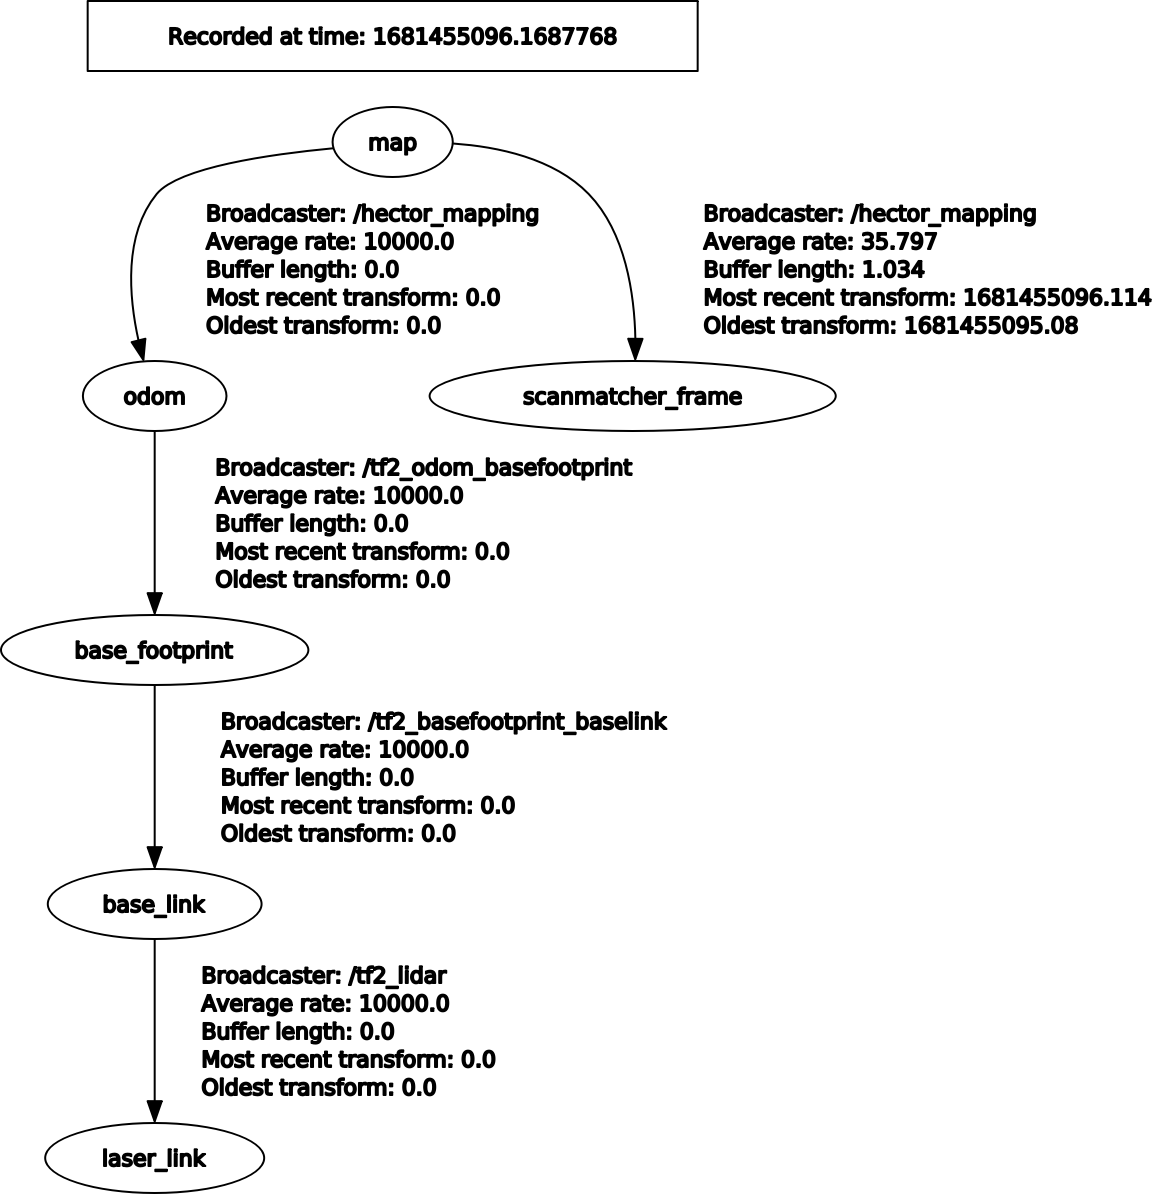 Recorded at time: 1681455096.1687768
map
Broadcaster: /hector_mapping
Average rate: 10000.0
Buffer length: 0.0
Most recent transform: 0.0
Oldest transform: 0.0
Broadcaster: /hector_mapping
Average rate: 35.797
Buffer length: 1.034
Most recent transform: 1681455096.114
Oldest transform: 1681455095.08
odom
scanmatcher_frame
Broadcaster: /tf2_odom_basefootprint
Average rate: 10000.0
Buffer length: 0.0
Most recent transform: 0.0
Oldest transform: 0.0
base_footprint
Broadcaster: /tf2_basefootprint_baselink
Average rate: 10000.0
Buffer length: 0.0
Most recent transform: 0.0
Oldest transform: 0.0
base_link
Broadcaster: /tf2_lidar
Average rate: 10000.0
Buffer length: 0.0
Most recent transform: 0.0
Oldest transform: 0.0
laser_link